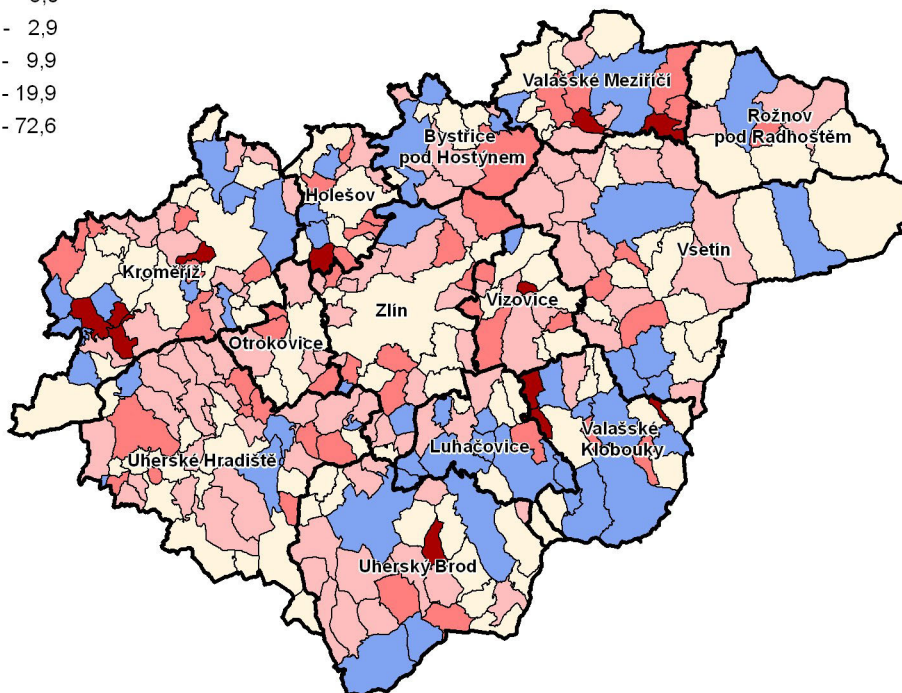 - 2,9
- 9,9
- 19,9
- 72,6
Valašské Meziříčí
Rožnov
pod Radhoštěm
Bystřice
pod Hostýnem
Holešov
Vsetín
Kroměříž
Vizovice
Zlín
Otrokovice
Valašské
Klobouky
Luhačovice
Uherské Hradiště
Uherský Brod